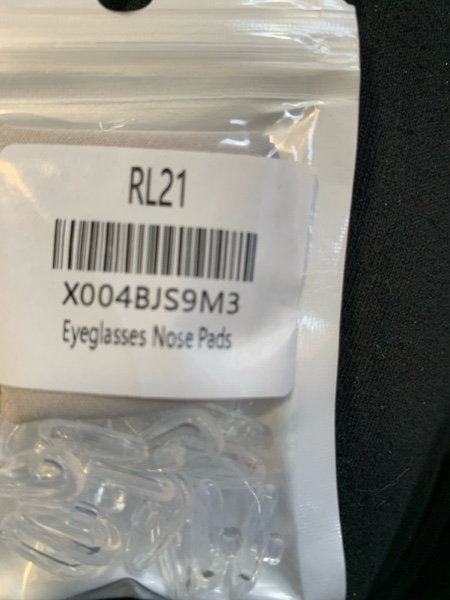 RL21
X004BJS9M3
Eyeglasses Nose Pads